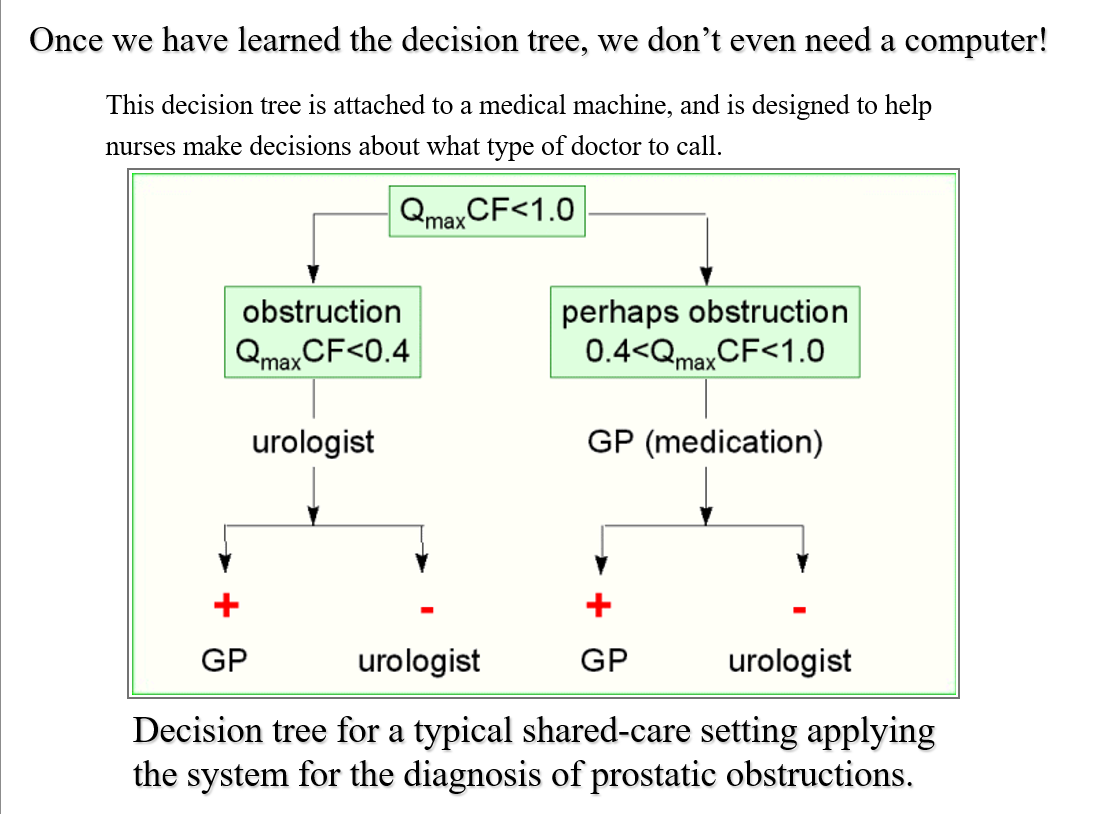 Once we have learned the decision tree, we don’t even need a computer!
This decision tree is attached to a medical machine, and is designed to help
nurses make decisions about what type of doctor to call.
QmaxCF<1.0
obstruction
QmaxCF<0.4
perhaps obstruction
0.4<QmaxCF<1.0
urologist
GP (medication)
+
-
+
-
GP
urologist
GP
urologist
Decision tree for a typical shared-care setting applying
the system for the diagnosis of prostatic obstructions.